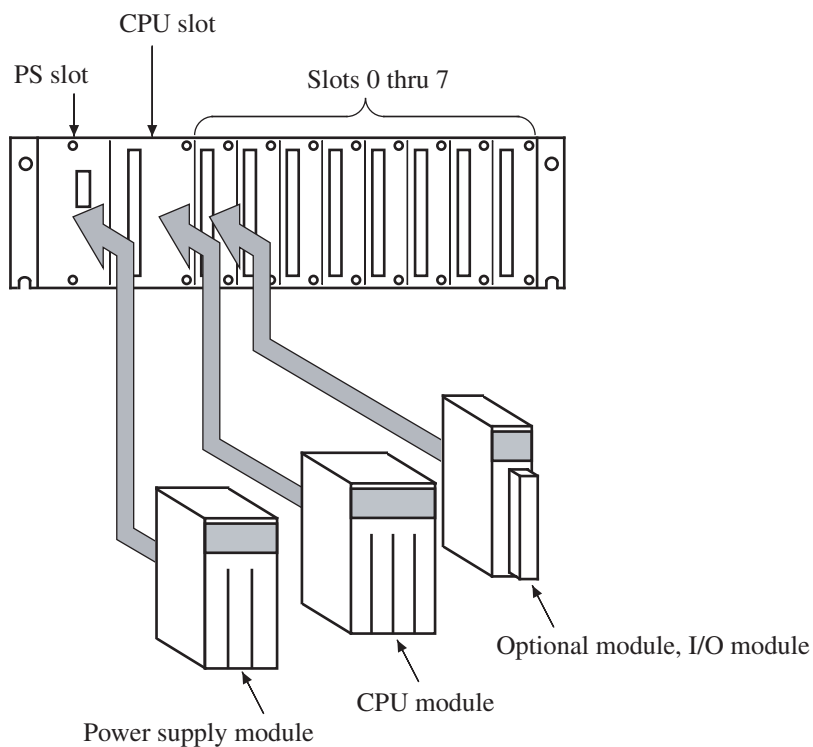 CPU slot
PS slot
Slots 0 thru 7
Optional module, I/O module
CPU module
Power supply module